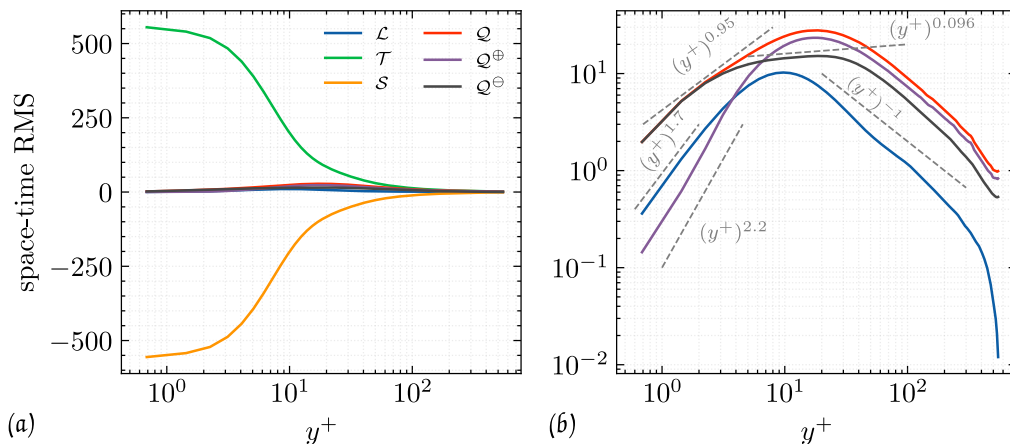 space-time RMS
500
250
0
−250
−500
ℒ
𝒯
𝒮
𝒬
𝒬⊕
𝒬⊖
10⁰
10¹
10²
y⁺
(a)
10¹
10⁰
10⁻¹
10⁻²
(y⁺)^0.95
(y⁺)^0.096
(y⁺)^1.7
(y⁺)^−1
(y⁺)^2.2
10⁰
10¹
10²
y⁺
(b)